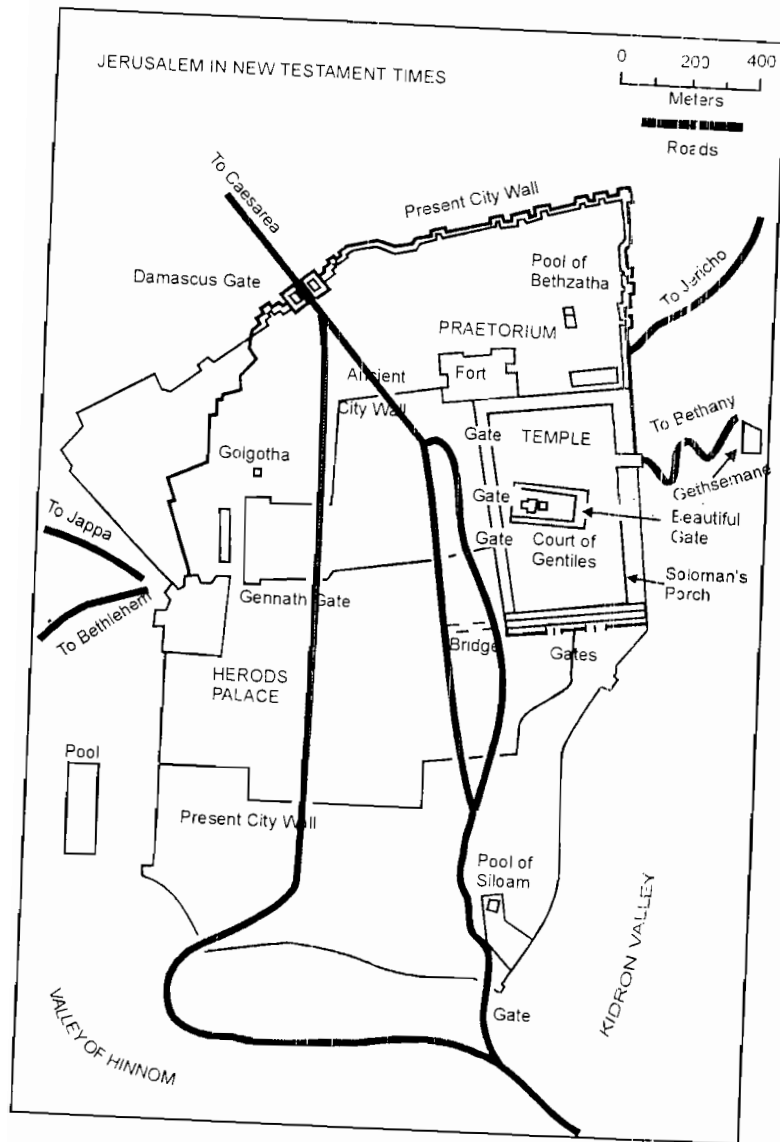 JERUSALEM IN NEW TESTAMENT TIMES
0 200 400
Meters
Roads
To Caesarea
Present City Wall
Damascus Gate
Pool of
Bethzatha
To Jericho
PRAETORIUM
Ancient
City Wall
Fort
Gate
TEMPLE
To Bethany
Golgotha
Gethsemane
Gate
Beautiful
Gate
To Jappa
Gate
Court of
Gentiles
Soloman's
Porch
To Bethlehem
Gennath Gate
Bridge
Gates
HERODS
PALACE
Pool
Present City Wall
Pool of
Siloam
KIDRON VALLEY
Gate
VALLEY OF HINNOM